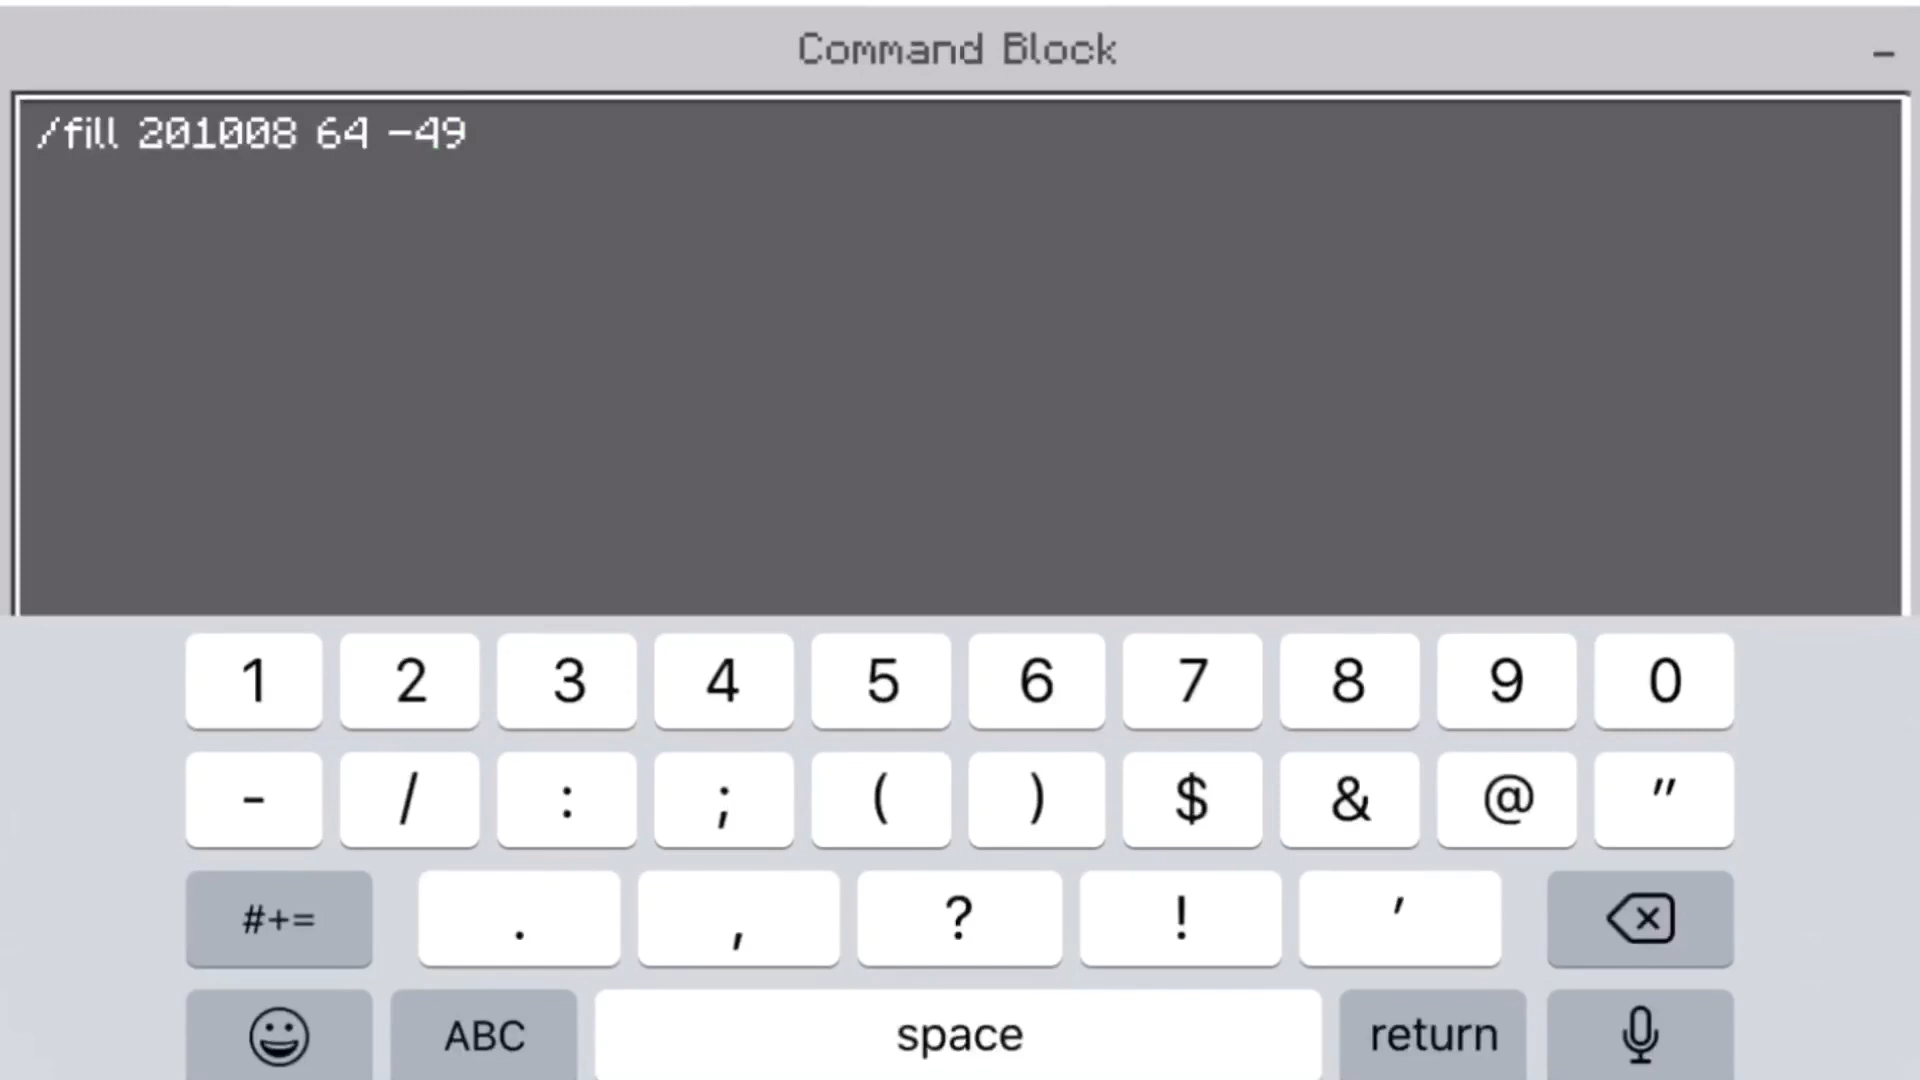 Command Block
/fill 201008 64 -49
1 2 3 4 5 6 7 8 9 0
- / : ; ( ) $ & @ "
#+= . , ? ! '
ABC space return